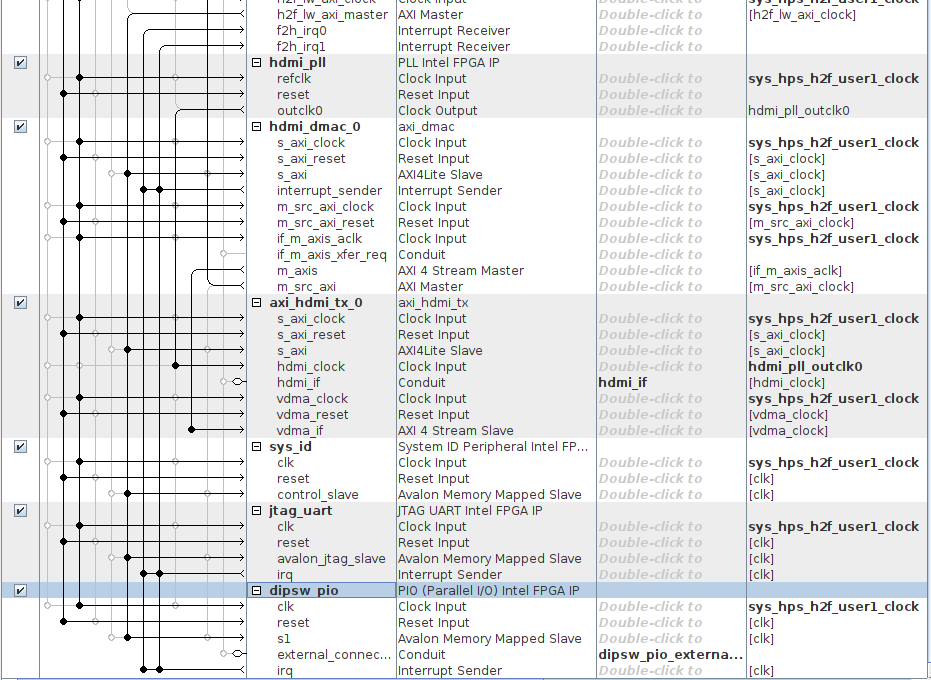 h2f_lw_axi_clock Clock Input Double-click to sys_hps_h2f_user1_clock
h2f_lw_axi_master AXI Master Double-click to [h2f_lw_axi_clock]
f2h_irq0 Interrupt Receiver Double-click to
f2h_irq1 Interrupt Receiver Double-click to
hdmi_pll PLL Intel FPGA IP
refclk Clock Input Double-click to sys_hps_h2f_user1_clock
reset Reset Input Double-click to
outclk0 Clock Output Double-click to hdmi_pll_outclk0
hdmi_dmac_0 axi_dmac
s_axi_clock Clock Input Double-click to sys_hps_h2f_user1_clock
s_axi_reset Reset Input Double-click to [s_axi_clock]
s_axi AXI4Lite Slave Double-click to [s_axi_clock]
interrupt_sender Interrupt Sender Double-click to [s_axi_clock]
m_src_axi_clock Clock Input Double-click to sys_hps_h2f_user1_clock
m_src_axi_reset Reset Input Double-click to [m_src_axi_clock]
if_m_axis_aclk Clock Input Double-click to sys_hps_h2f_user1_clock
if_m_axis_xfer_req Conduit Double-click to
m_axis AXI 4 Stream Master Double-click to [if_m_axis_aclk]
m_src_axi AXI Master Double-click to [m_src_axi_clock]
axi_hdmi_tx_0 axi_hdmi_tx
s_axi_clock Clock Input Double-click to sys_hps_h2f_user1_clock
s_axi_reset Reset Input Double-click to [s_axi_clock]
s_axi AXI4Lite Slave Double-click to [s_axi_clock]
hdmi_clock Clock Input Double-click to hdmi_pll_outclk0
hdmi_if Conduit hdmi_if [hdmi_clock]
vdma_clock Clock Input Double-click to sys_hps_h2f_user1_clock
vdma_reset Reset Input Double-click to [vdma_clock]
vdma_if AXI 4 Stream Slave Double-click to [vdma_clock]
sys_id System ID Peripheral Intel FP...
clk Clock Input Double-click to sys_hps_h2f_user1_clock
reset Reset Input Double-click to [clk]
control_slave Avalon Memory Mapped Slave Double-click to [clk]
jtag_uart JTAG UART Intel FPGA IP
clk Clock Input Double-click to sys_hps_h2f_user1_clock
reset Reset Input Double-click to [clk]
avalon_jtag_slave Avalon Memory Mapped Slave Double-click to [clk]
irq Interrupt Sender Double-click to [clk]
dipsw_pio PIO (Parallel I/O) Intel FPGA IP
clk Clock Input Double-click to sys_hps_h2f_user1_clock
reset Reset Input Double-click to [clk]
s1 Avalon Memory Mapped Slave Double-click to [clk]
external_connec... Conduit dipsw_pio_externa...
irq Interrupt Sender Double-click to [clk]